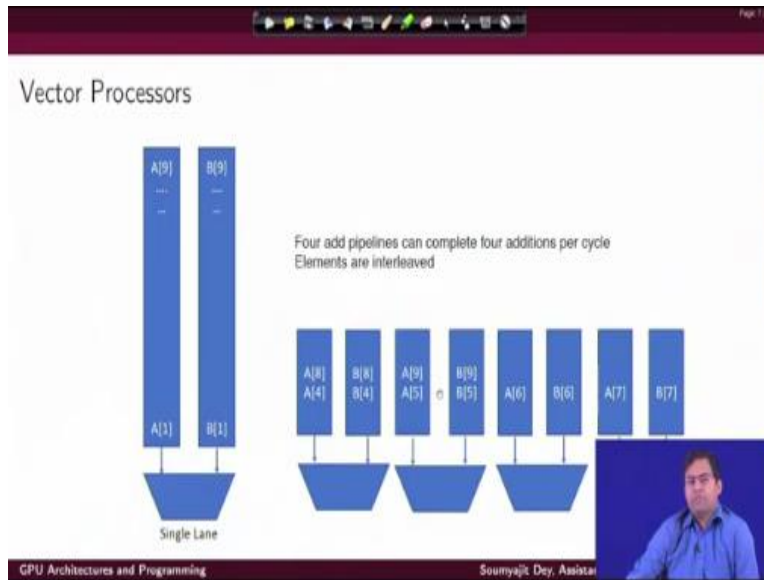 Vector Processors
A[9] B[9]
.... ....
... ...
A[1] B[1]
Single Lane
Four add pipelines can complete four additions per cycle
Elements are interleaved
A[8] B[8] A[9] B[9]
A[4] B[4] A[5] B[5] A[6] B[6] A[7] B[7]
GPU Architectures and Programming
Soumyajit Dey,